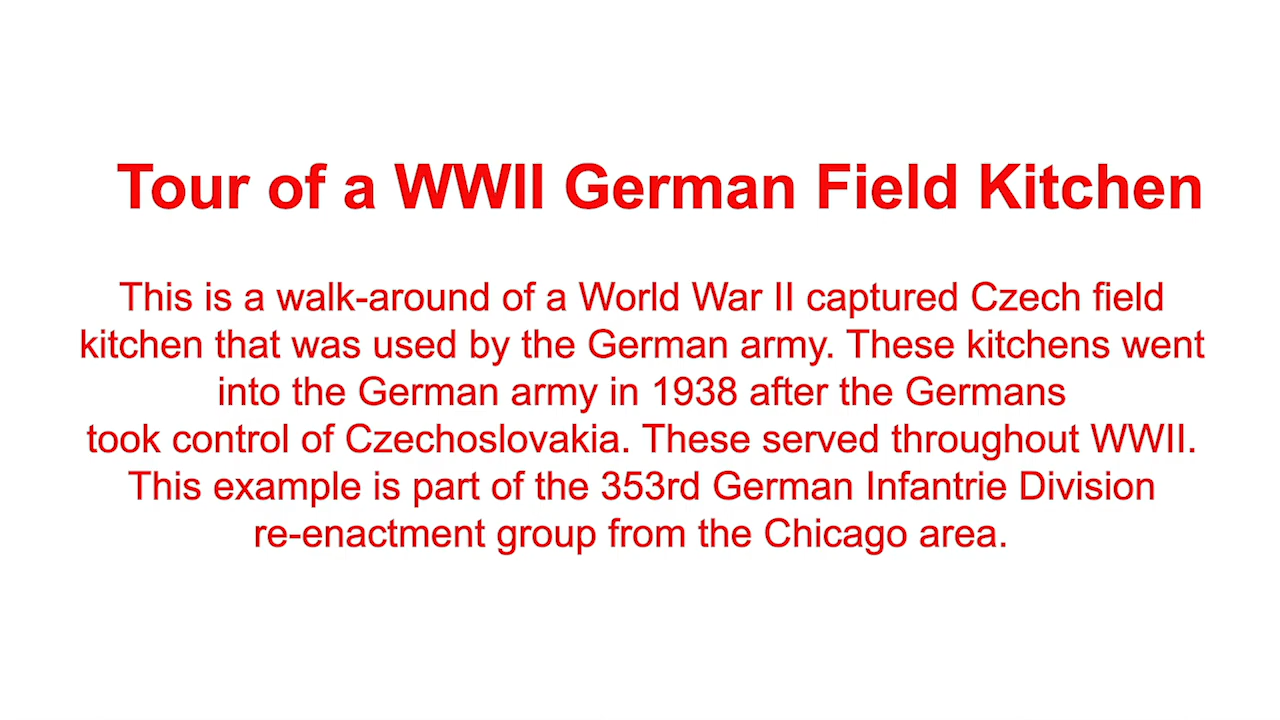 Tour of a WWII German Field Kitchen
This is a walk-around of a World War II captured Czech field
kitchen that was used by the German army. These kitchens went
into the German army in 1938 after the Germans
took control of Czechoslovakia. These served throughout WWII.
This example is part of the 353rd German Infantrie Division
re-enactment group from the Chicago area.